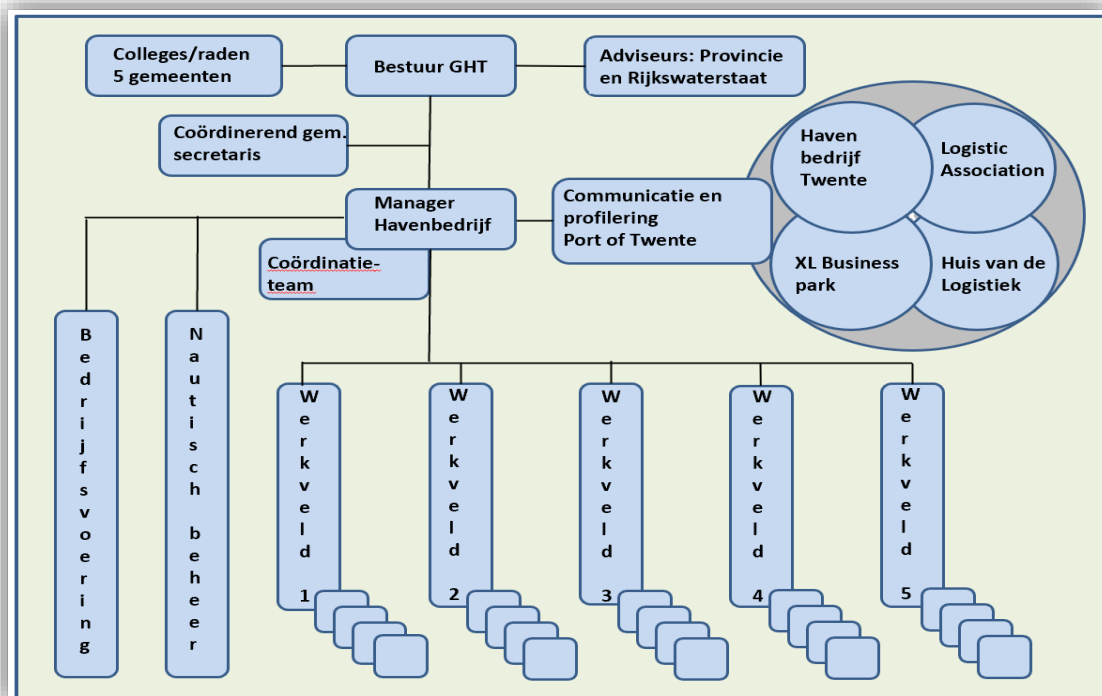 Colleges/raden
5 gemeenten
Bestuur GHT
Adviseurs: Provincie
en Rijkswaterstaat
Coördinerend gem.
secretaris
Manager
Havenbedrijf
Communicatie en
profilering
Port of Twente
Coördinatie-
team
Haven
bedrijf
Twente
Logistic
Association
XL Business
park
Huis van de
Logistiek
Bedrijfsvoering
Nautisch beheer
Werkveld 1
Werkveld 2
Werkveld 3
Werkveld 4
Werkveld 5